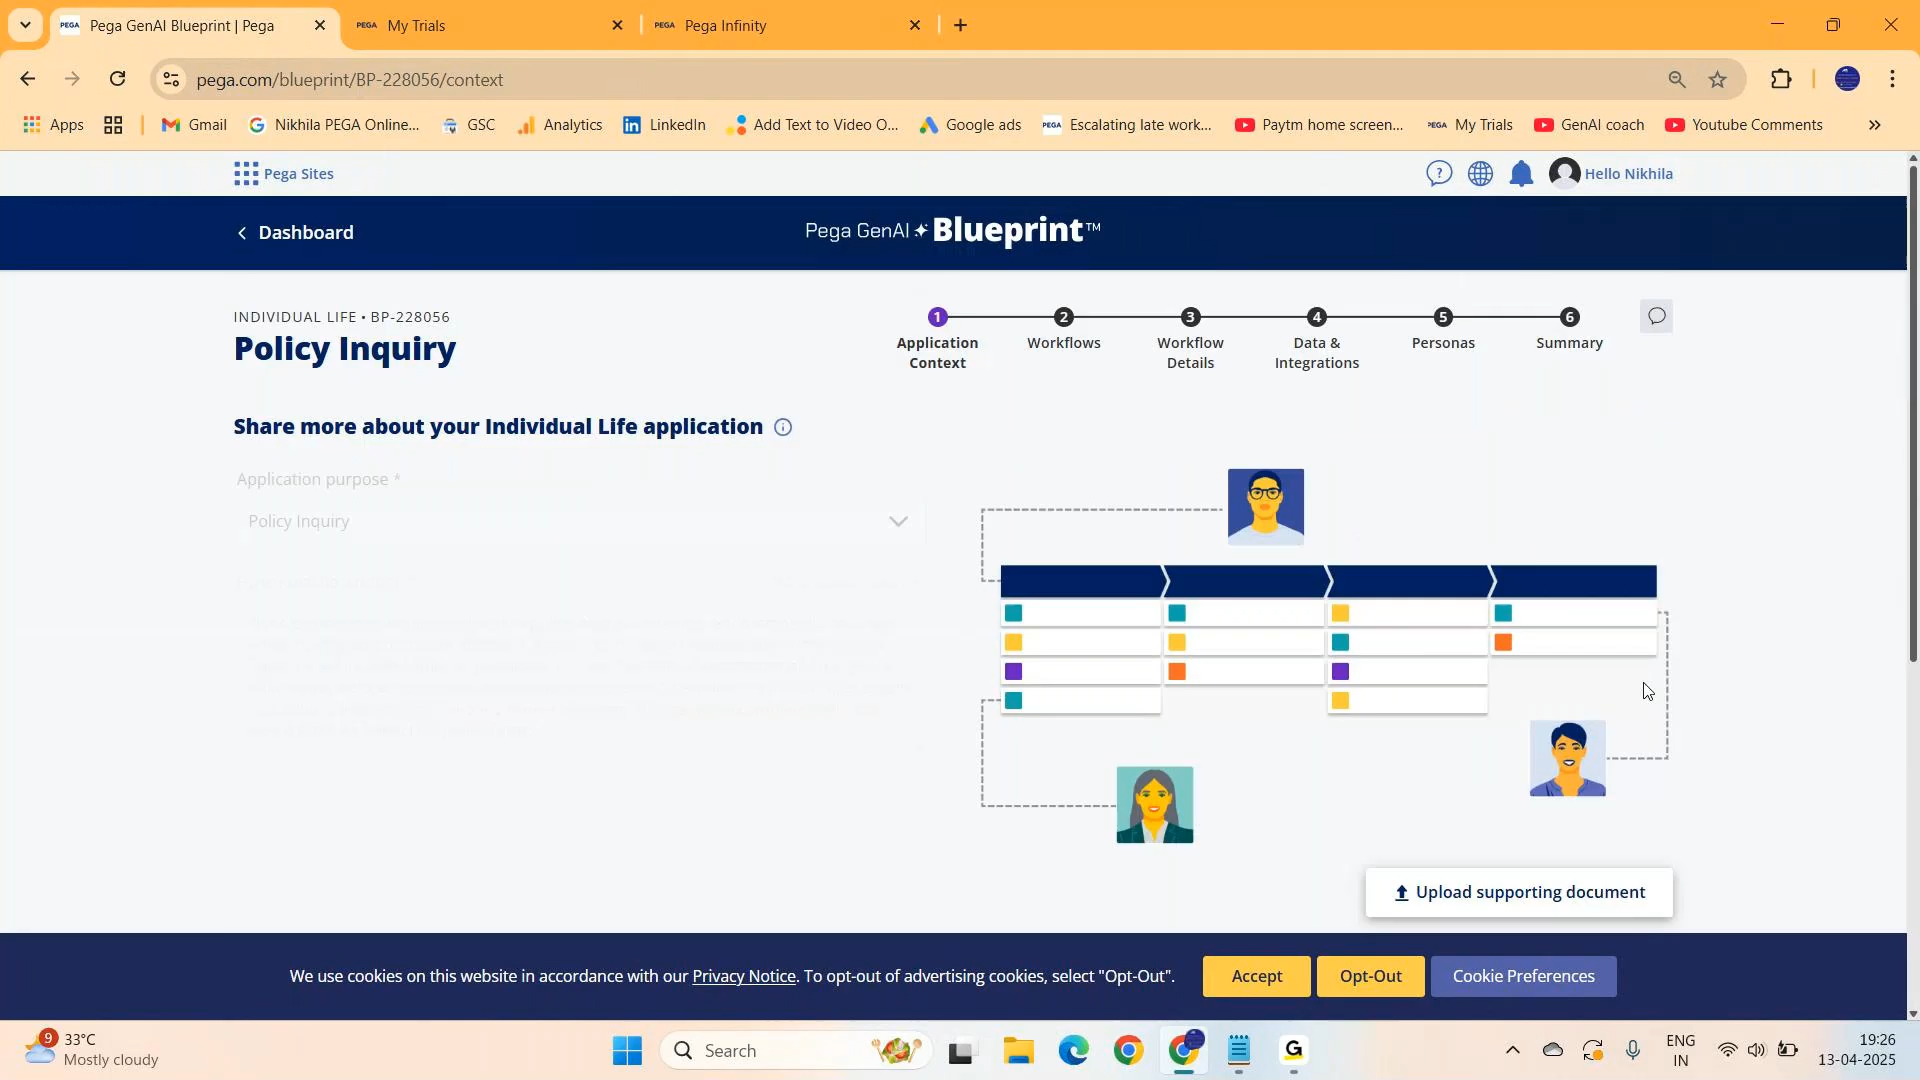 PEGA Pega GenAI Blueprint | Pega
PEGA My Trials
PEGA Pega Infinity
pega.com/blueprint/BP-228056/context
Apps
Gmail
Nikhila PEGA Online...
GSC
Analytics
LinkedIn
Add Text to Video O...
Google ads
PEGA Escalating late work...
Paytm home screen...
PEGA My Trials
GenAI coach
Youtube Comments
Pega Sites
Hello Nikhila
Dashboard
Pega GenAI Blueprint™
INDIVIDUAL LIFE • BP-228056
Policy Inquiry
1 2 3 4 5 6
Application Context
Workflows
Workflow Details
Data & Integrations
Personas
Summary
Share more about your Individual Life application
Application purpose *
Policy Inquiry
Upload supporting document
We use cookies on this website in accordance with our Privacy Notice. To opt-out of advertising cookies, select "Opt-Out".
Accept
Opt-Out
Cookie Preferences
9
33°C
Mostly cloudy
Search
ENG
IN
19:26
13-04-2025